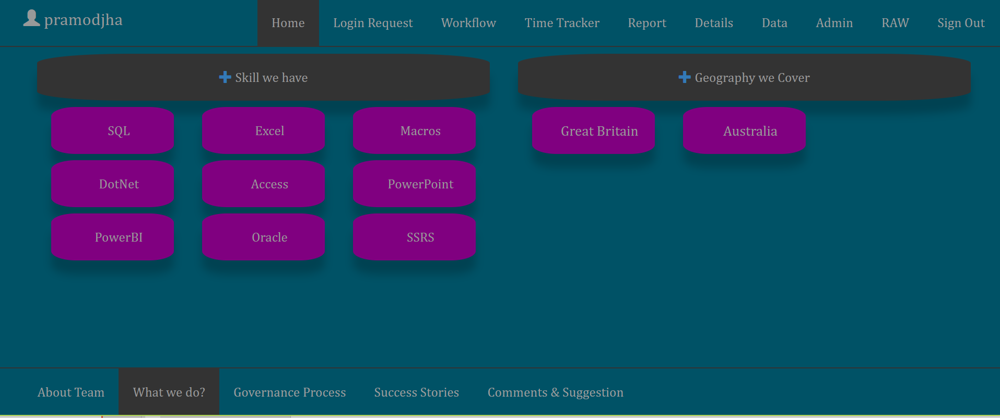 pramodjha
Home Login Request Workflow Time Tracker Report Details Data Admin RAW Sign Out
Skill we have
Geography we Cover
SQL Excel Macros
Great Britain Australia
DotNet Access PowerPoint
PowerBI Oracle SSRS
About Team What we do? Governance Process Success Stories Comments & Suggestion